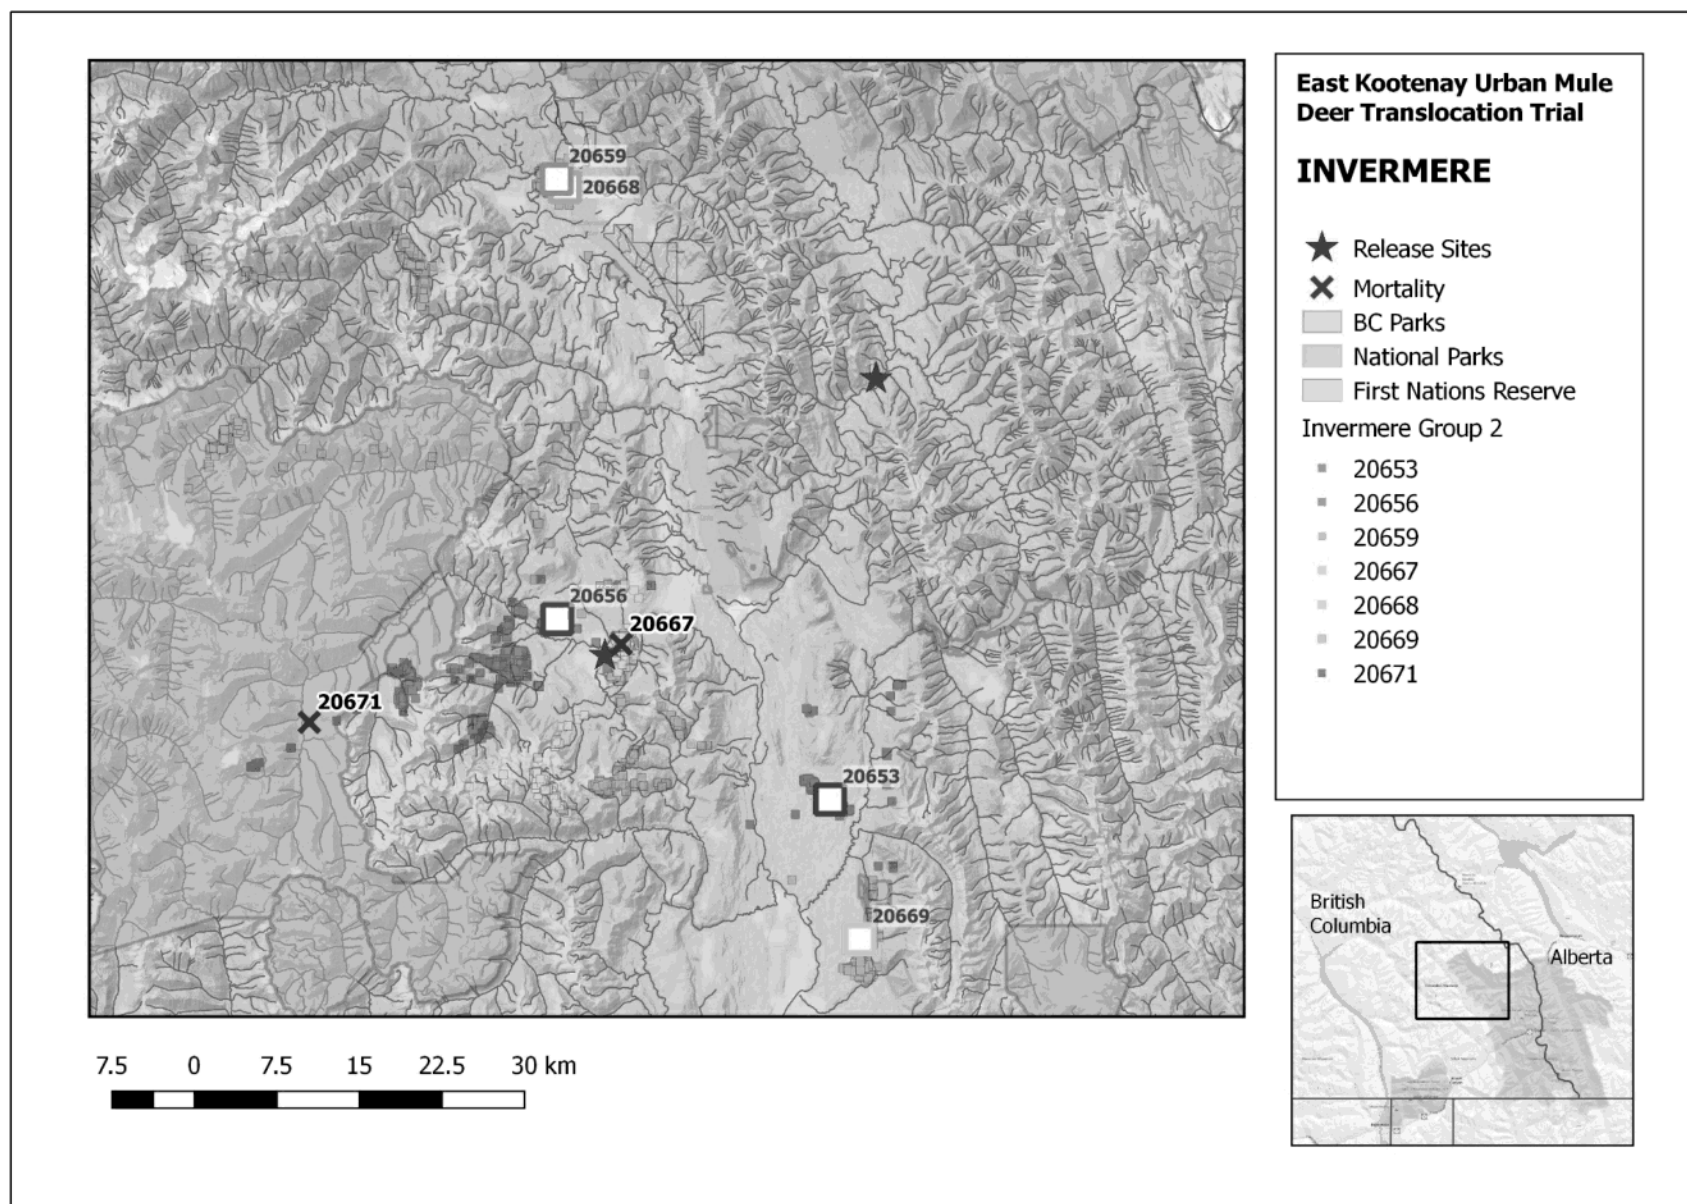 East Kootenay Urban Mule
Deer Translocation Trial
INVERMERE
Release Sites
Mortality
BC Parks
National Parks
First Nations Reserve
Invermere Group 2
20653
20656
20659
20667
20668
20669
20671
20659
20668
20656
20667
20671
20653
20669
7.5 0 7.5 15 22.5 30 km
British
Columbia
Alberta